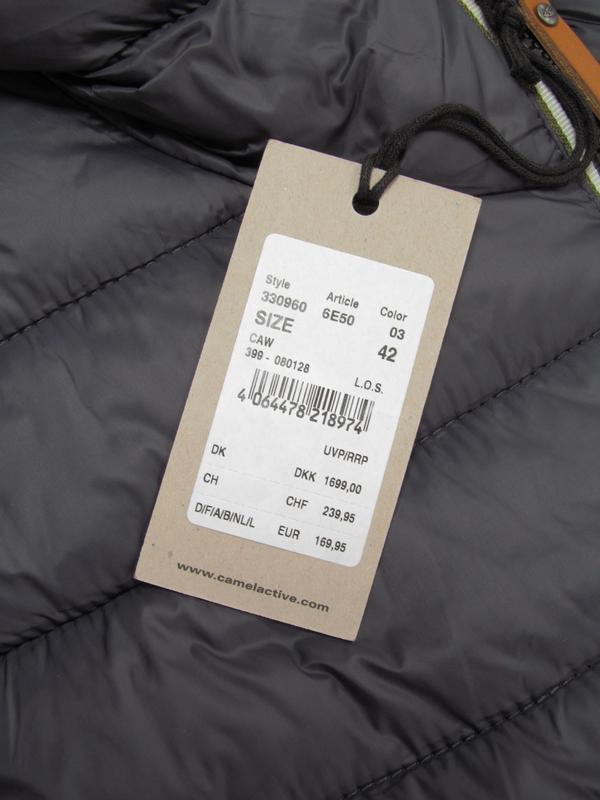 Style Article Color
330960 6E50 03
SIZE 42
CAW
399 - 080128
L.O.S.
4 064478 218974
UVP/RRP
DK DKK 1699,00
CH CHF 239,95
D/F/A/B/NL/L EUR 169,95
www.camelactive.com